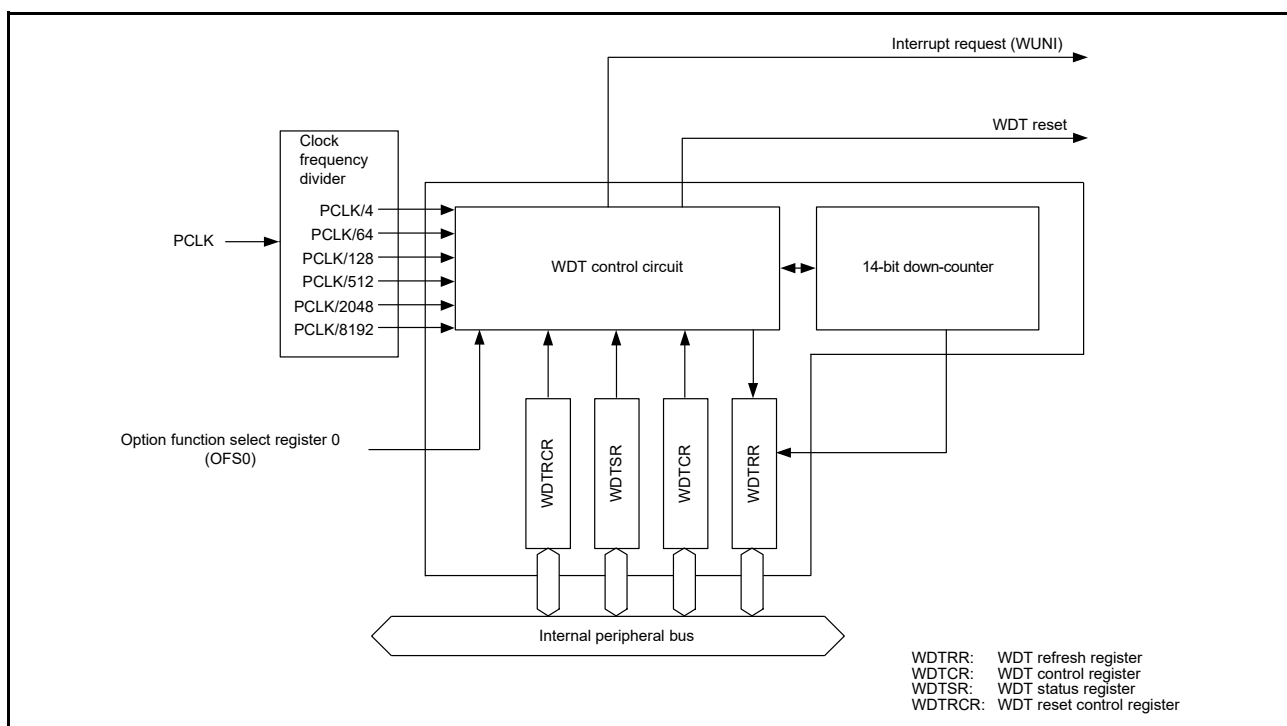 Interrupt request (WUNI)
WDT reset
Clock
frequency
divider
PCLK/4
PCLK/64
PCLK/128
PCLK/512
PCLK/2048
PCLK/8192
PCLK
WDT control circuit
14-bit down-counter
Option function select register 0
(OFS0)
WDTRCR
WDTSR
WDTCR
WDTRR
Internal peripheral bus
WDTRR: WDT refresh register
WDTCR: WDT control register
WDTSR: WDT status register
WDTRCR: WDT reset control register